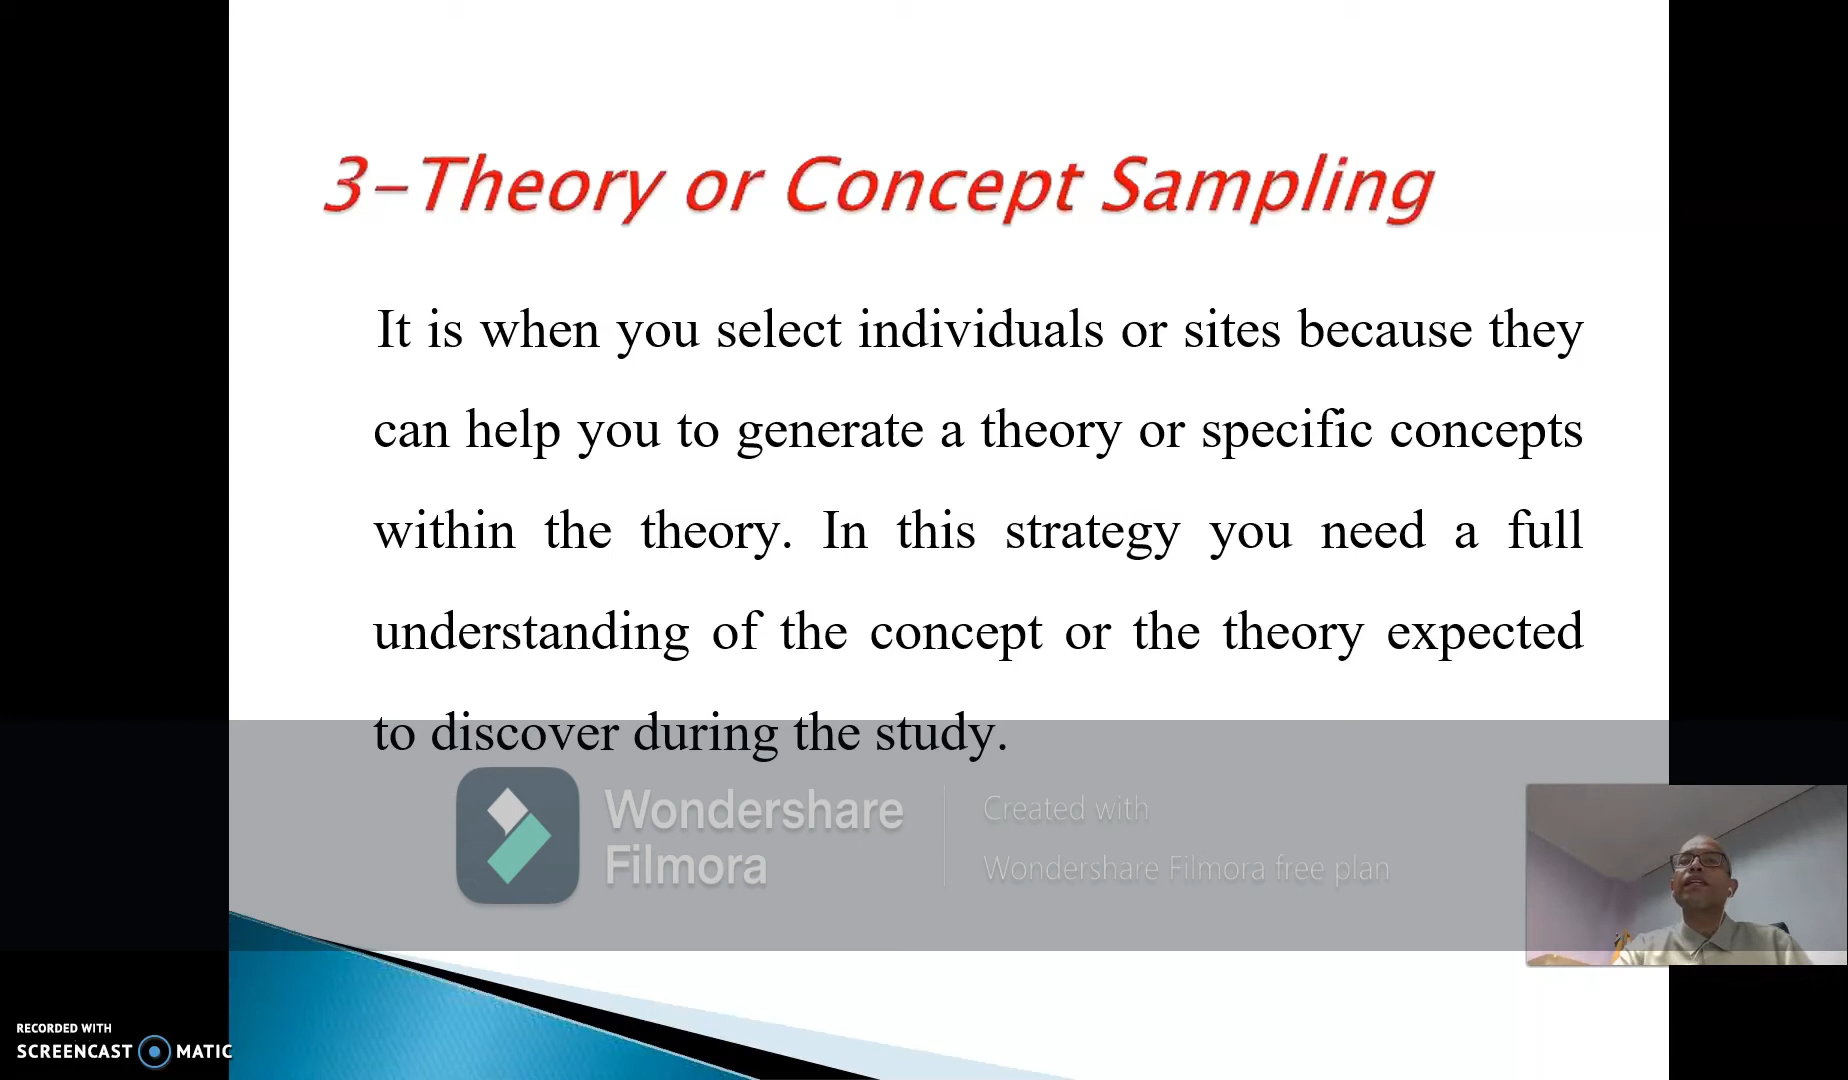 3-Theory or Concept Sampling
It is when you select individuals or sites because they
can help you to generate a theory or specific concepts
within the theory. In this strategy you need a full
understanding of the concept or the theory expected
to discover during the study.
Wondershare
Filmora
Created with
Wondershare Filmora free plan
RECORDED WITH
SCREENCAST MATIC